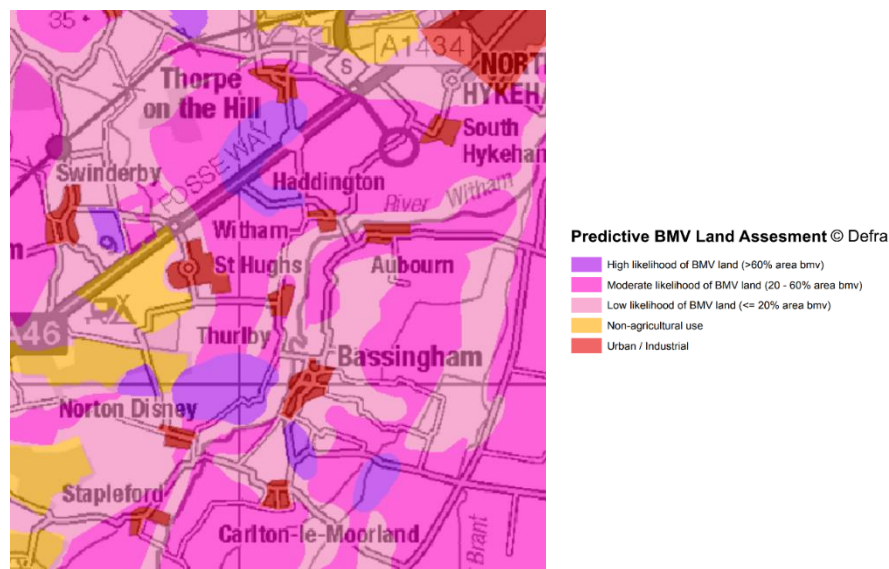 35
A1434
S
Thorpe
on the Hill
NORT
HYKEHA
South
Hykeham
FOSSEWAY
Swinderby
Haddington
River Witham
m
9
Witham
St Hughs
Aubourn
A46
Thurlby
Bassingham
Norton Disney
Stapleford
Carlton-le-Moorland
Brant
Predictive BMV Land Assesment © Defra
High likelihood of BMV land (>60% area bmv)
Moderate likelihood of BMV land (20 - 60% area bmv)
Low likelihood of BMV land (<= 20% area bmv)
Non-agricultural use
Urban / Industrial